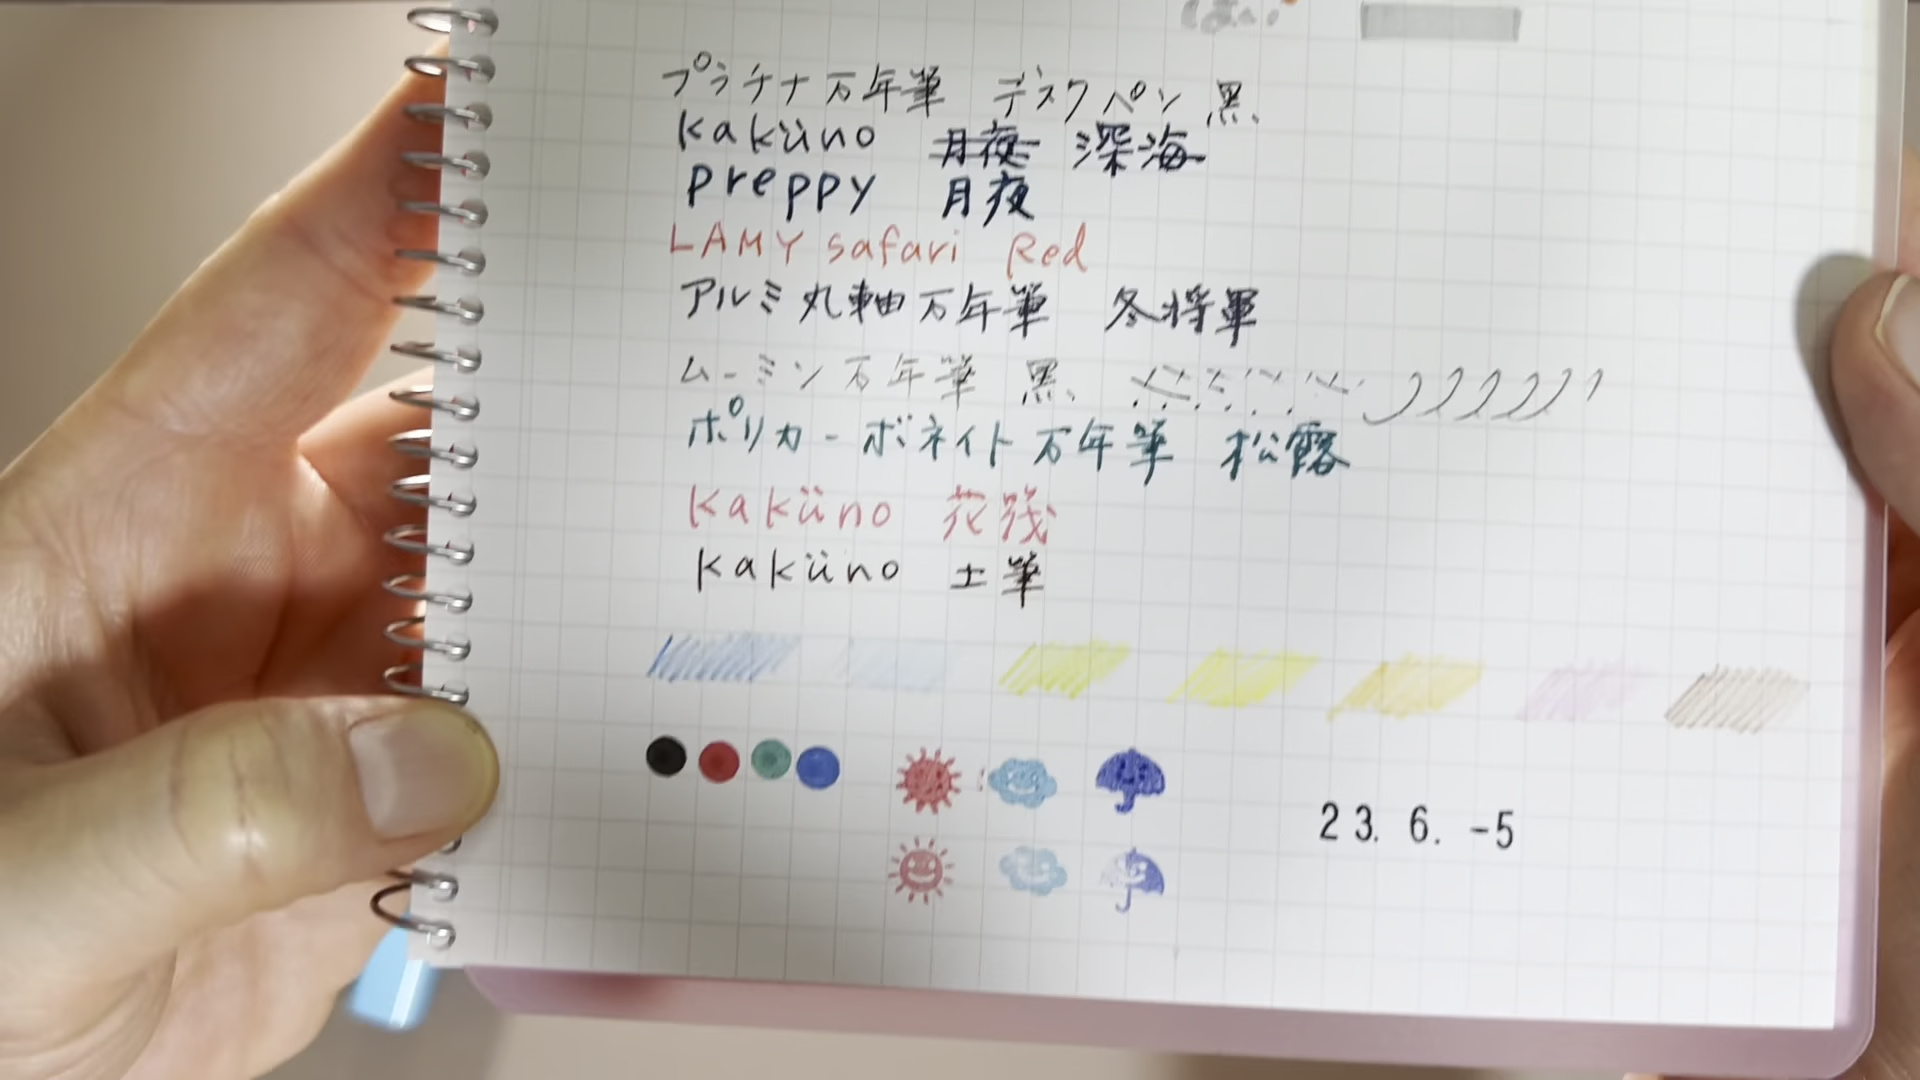 プラチナ万年筆 デスクペン 黒
kaküno 月夜 深海
preppy 月夜
LAMY safari Red
アルミ丸軸万年筆 冬将軍
ムーミン万年筆 黒
ポリカーボネイト万年筆 松露
kaküno 花筏
kaküno 土筆
23. 6. -5